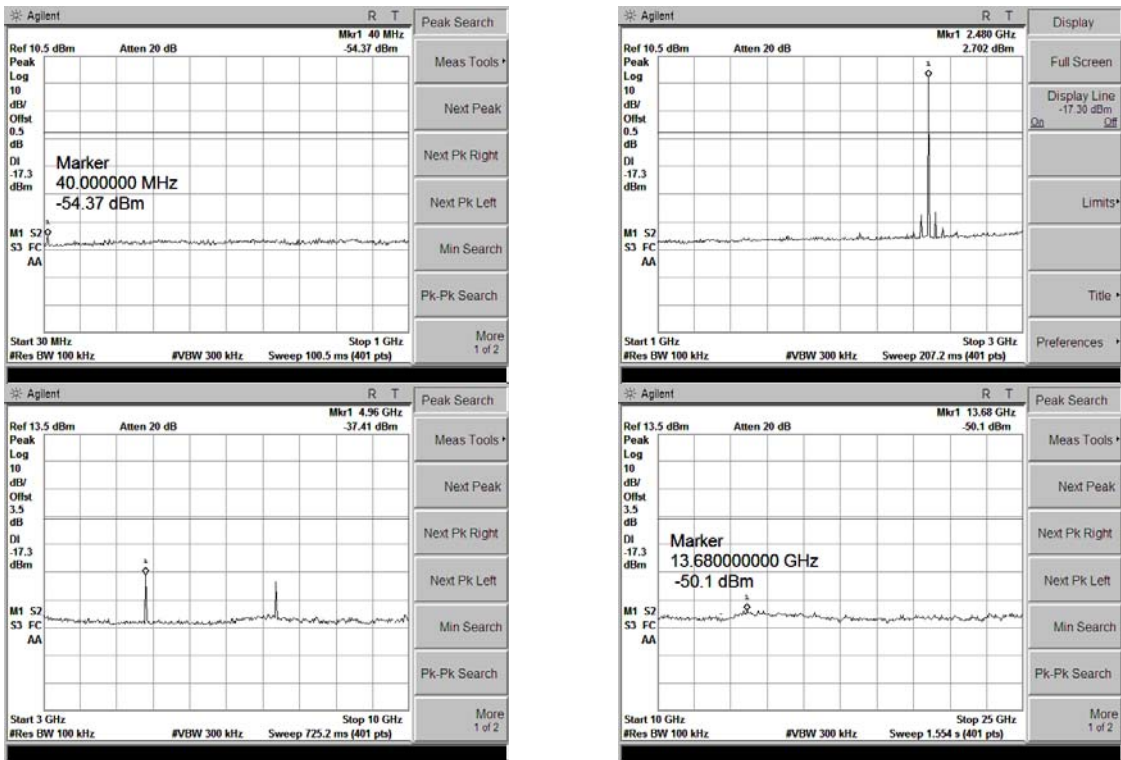 Agilent R T
Mkr1 40 MHz
Ref 10.5 dBm Atten 20 dB -54.37 dBm
Peak
Log
10
dB/
Offst
0.5
dB
DI
-17.3
dBm
Marker
40.000000 MHz
-54.37 dBm
1
M1 S2
S3 FC
AA
Start 30 MHz Stop 1 GHz
#Res BW 100 kHz #VBW 300 kHz Sweep 100.5 ms (401 pts)
Peak Search
Meas Tools
Next Peak
Next Pk Right
Next Pk Left
Min Search
Pk-Pk Search
More
1 of 2
Agilent R T
Mkr1 2.480 GHz
Ref 10.5 dBm Atten 20 dB 2.702 dBm
Peak
Log
10
dB/
Offst
0.5
dB
DI
-17.3
dBm
1
M1 S2
S3 FC
AA
Start 1 GHz Stop 3 GHz
#Res BW 100 kHz #VBW 300 kHz Sweep 207.2 ms (401 pts)
Display
Full Screen
Display Line
-17.30 dBm
On Off
Limits
Title
Preferences
Agilent R T
Mkr1 4.96 GHz
Ref 13.5 dBm Atten 20 dB -37.41 dBm
Peak
Log
10
dB/
Offst
3.5
dB
DI
-17.3
dBm
1
M1 S2
S3 FC
AA
Start 3 GHz Stop 10 GHz
#Res BW 100 kHz #VBW 300 kHz Sweep 725.2 ms (401 pts)
Peak Search
Meas Tools
Next Peak
Next Pk Right
Next Pk Left
Min Search
Pk-Pk Search
More
1 of 2
Agilent R T
Mkr1 13.68 GHz
Ref 13.5 dBm Atten 20 dB -50.1 dBm
Peak
Log
10
dB/
Offst
3.5
dB
DI
-17.3
dBm
Marker
13.680000000 GHz
-50.1 dBm
1
M1 S2
S3 FC
AA
Start 10 GHz Stop 25 GHz
#Res BW 100 kHz #VBW 300 kHz Sweep 1.554 s (401 pts)
Peak Search
Meas Tools
Next Peak
Next Pk Right
Next Pk Left
Min Search
Pk-Pk Search
More
1 of 2